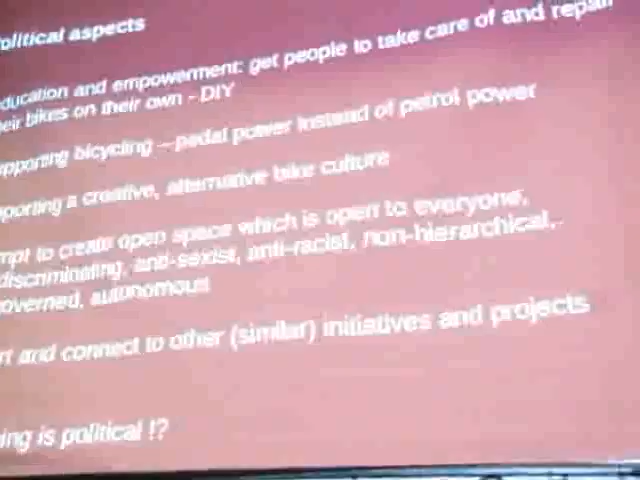 olitical aspects
ducation and empowerment: get people to take care of and repair
eir bikes on their own - DIY
pporting bicycling – pedal power instead of petrol power
porting a creative, alternative bike culture
mpt to create open space which is open to everyone,
discriminating, anti-sexist, anti-racist, non-hierarchical,
overned, autonomous
rt and connect to other (similar) initiatives and projects
ing is political !?